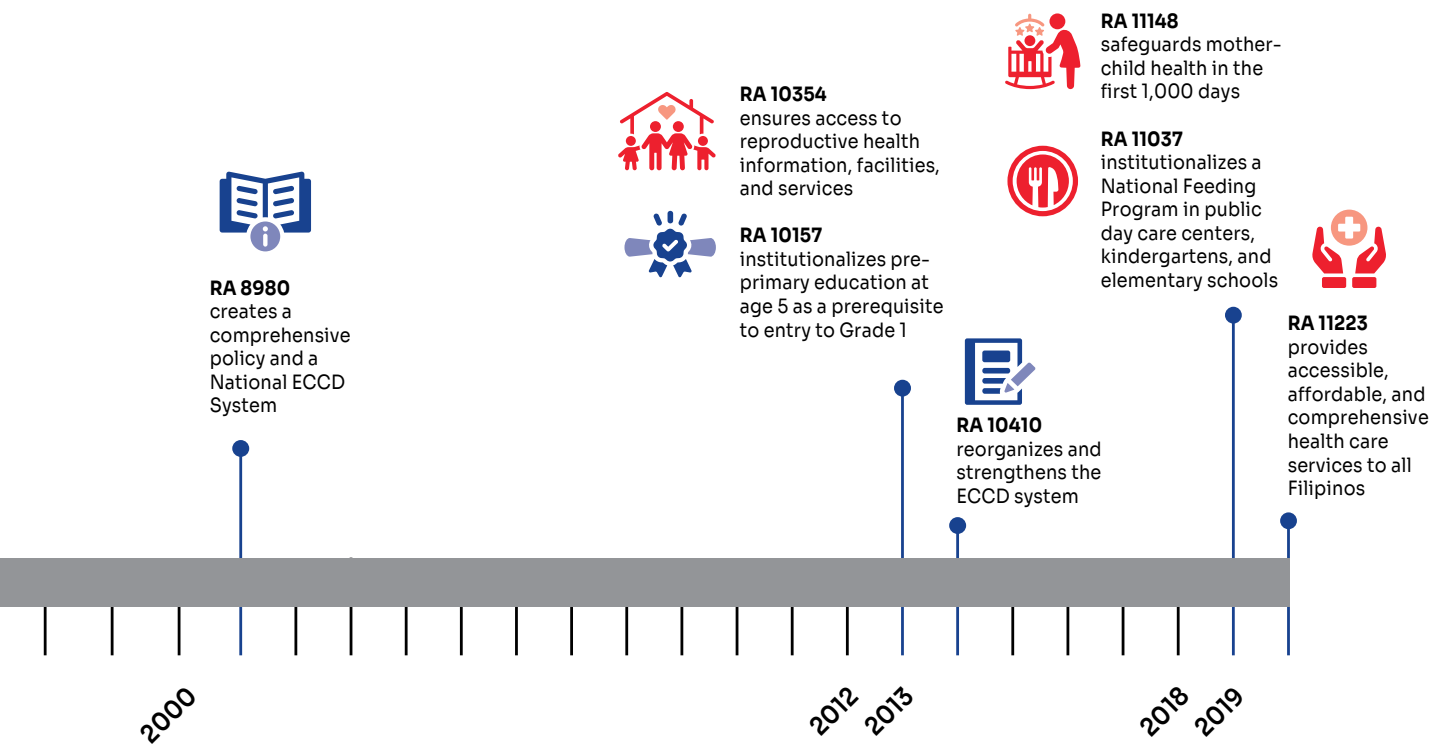 RA 8980
creates a
comprehensive
policy and a
National ECCD
System
RA 10354
ensures access to
reproductive health
information, facilities,
and services
RA 10157
institutionalizes pre-
primary education at
age 5 as a prerequisite
to entry to Grade 1
RA 10410
reorganizes and
strengthens the
ECCD system
RA 11148
safeguards mother-
child health in the
first 1,000 days
RA 11037
institutionalizes a
National Feeding
Program in public
day care centers,
kindergartens, and
elementary schools
RA 11223
provides
accessible,
affordable, and
comprehensive
health care
services to all
Filipinos
2000
2012
2013
2018
2019